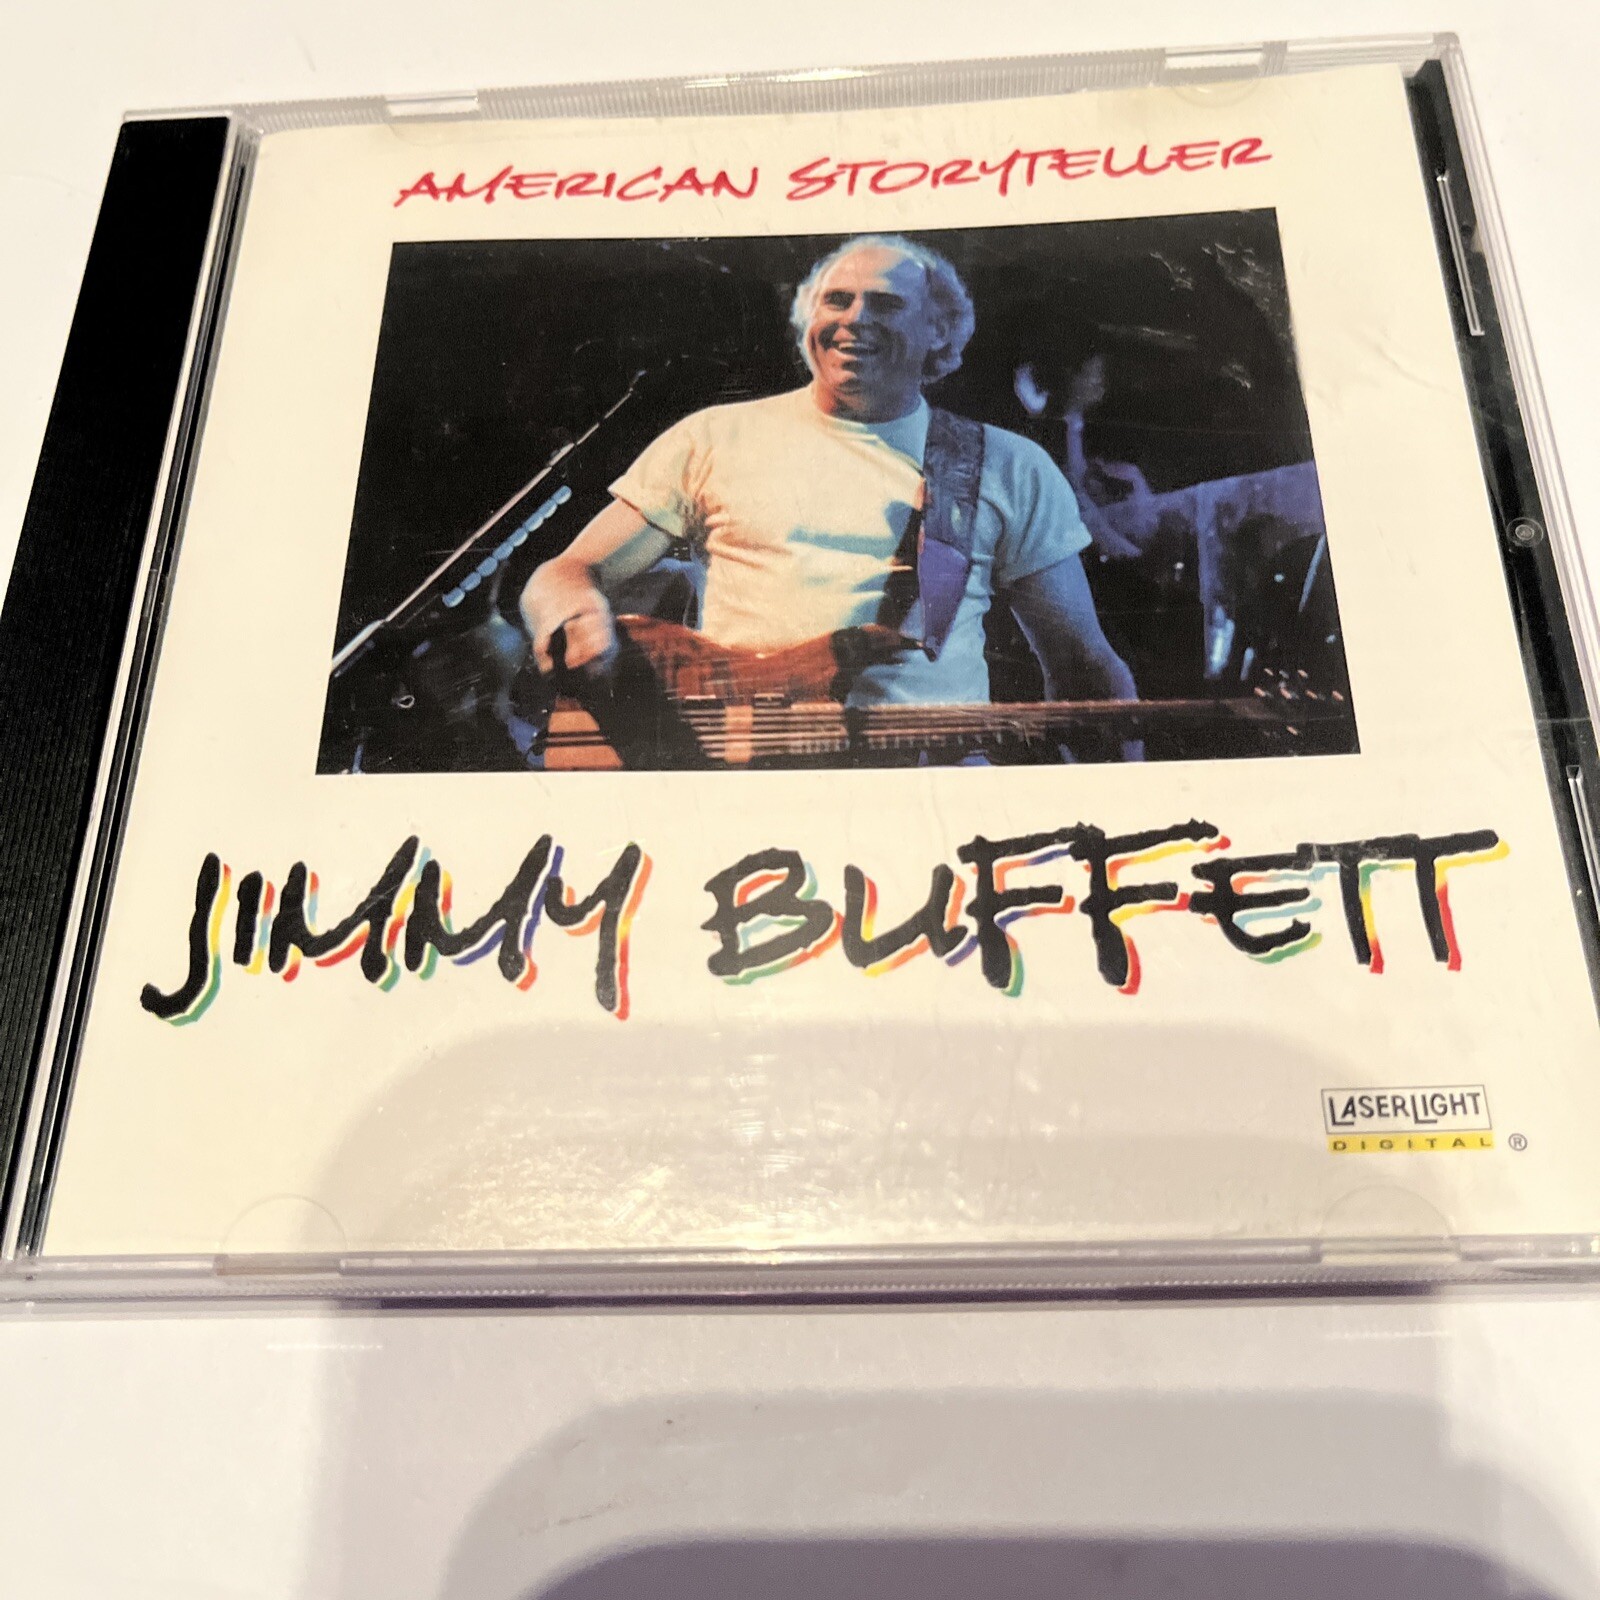 AMERICAN STORYTELLER
JIMMY BUFFETT
LASERLIGHT
DIGITAL ®